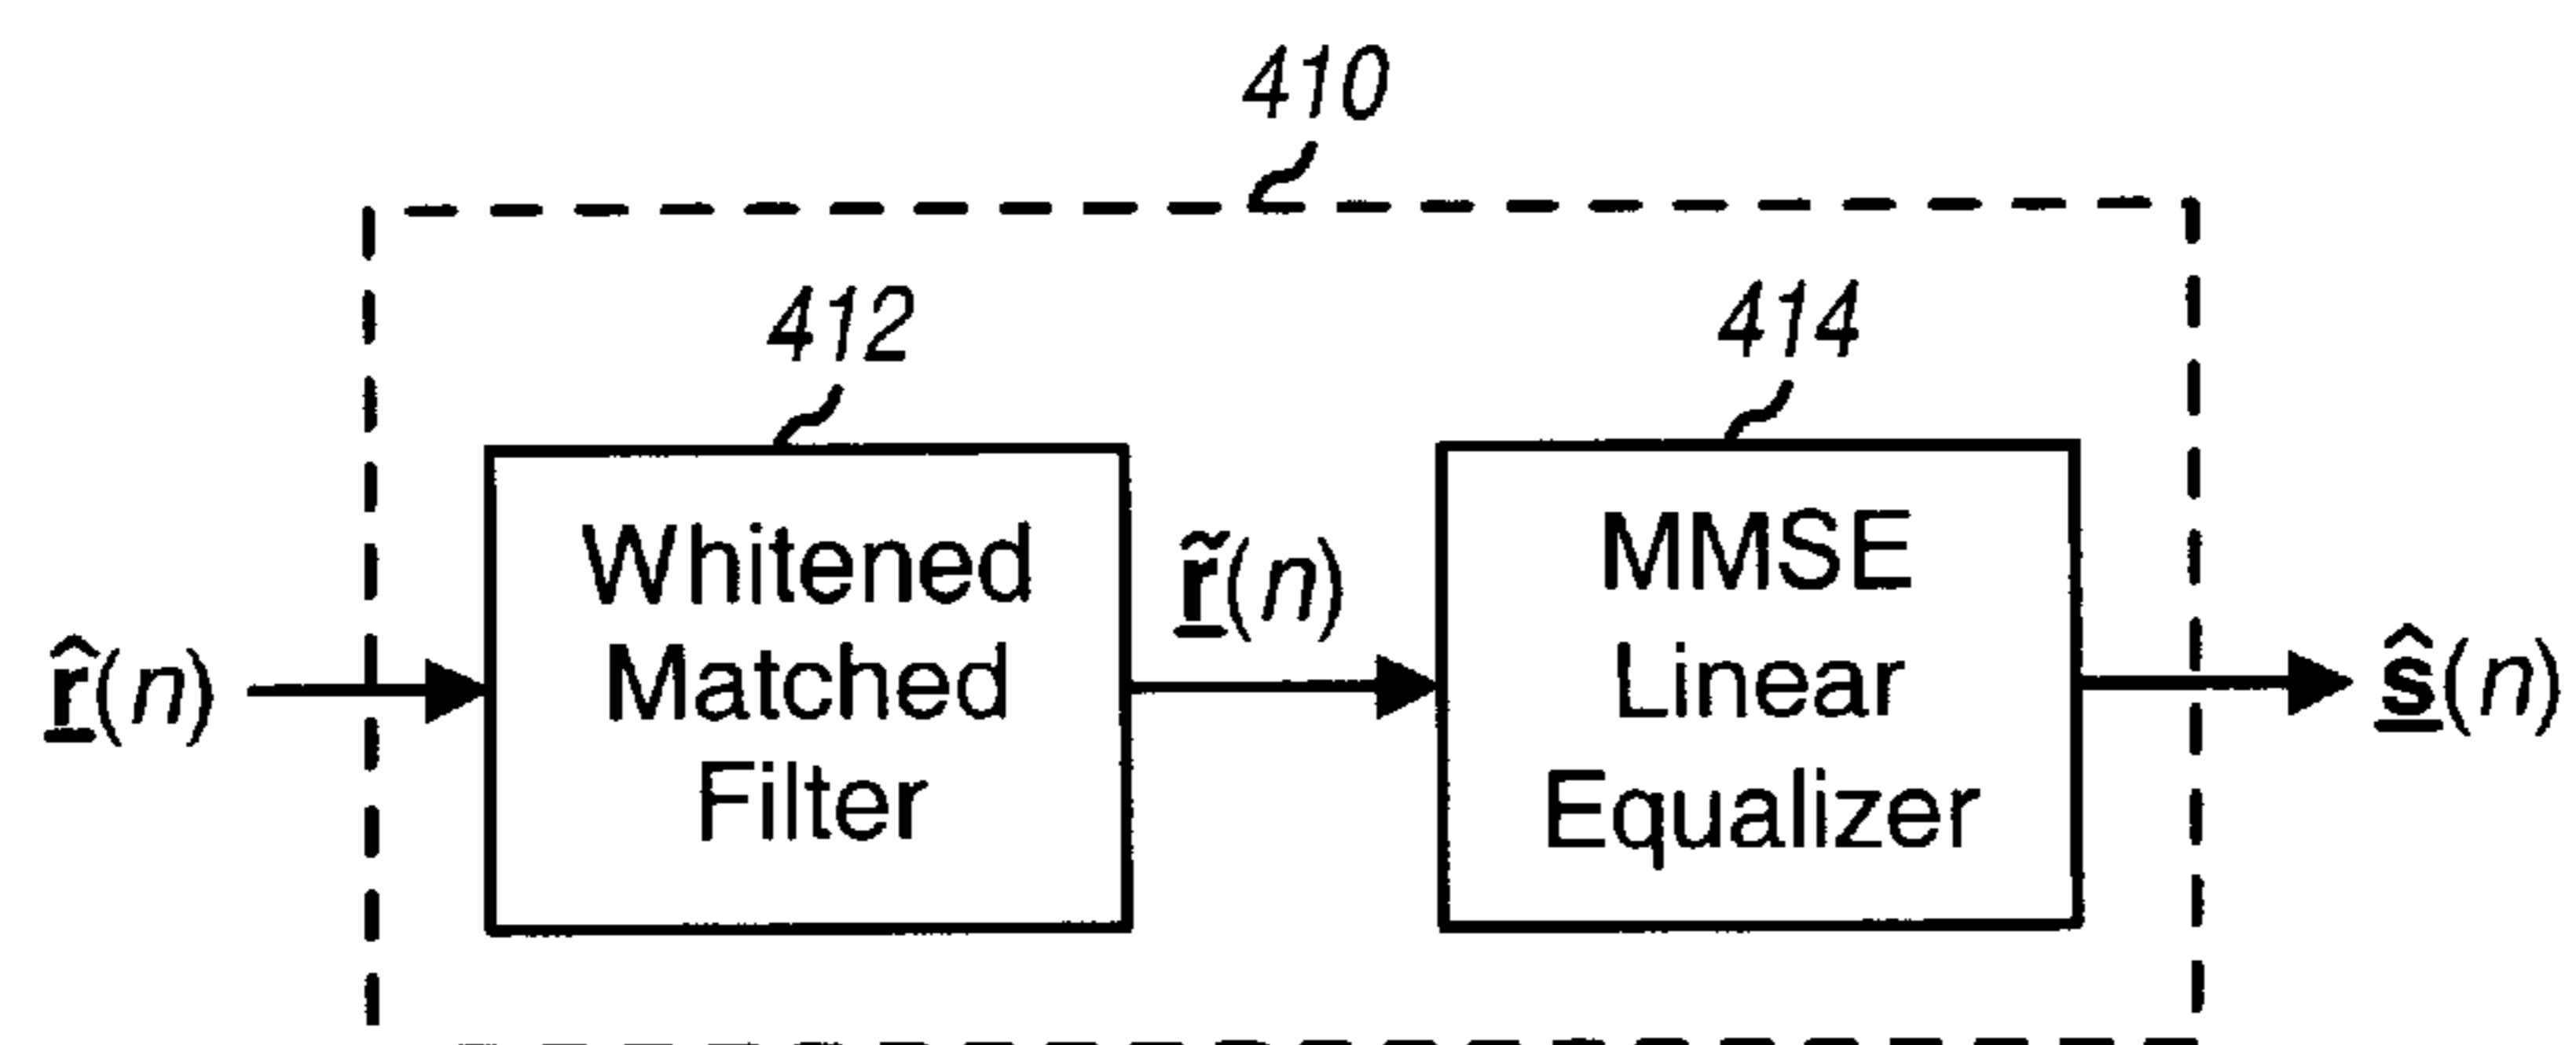 410
412
414
Whitened
Matched
Filter
MMSE
Linear
Equalizer
r̲̂(n)
r̲̃(n)
ŝ̲(n)